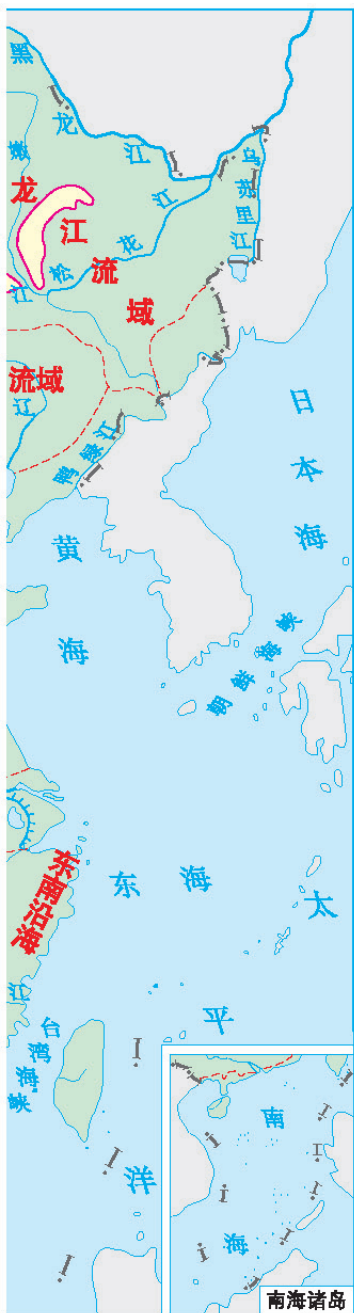 黑龙江
嫩江
松花江
乌苏里江
龙江流域
流域
辽
鸭绿江
日本海
黄海
朝鲜海峡
东海
东南沿海
江
台湾海峡
太平洋
南海
南海诸岛